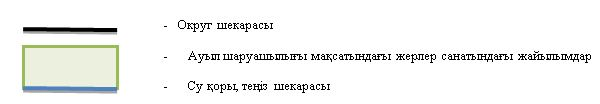 - Округ шекарасы
- Ауыл шаруашылығы мақсатындағы жерлер санатындағы жайылымдар
- Су қоры, теңіз шекарасы